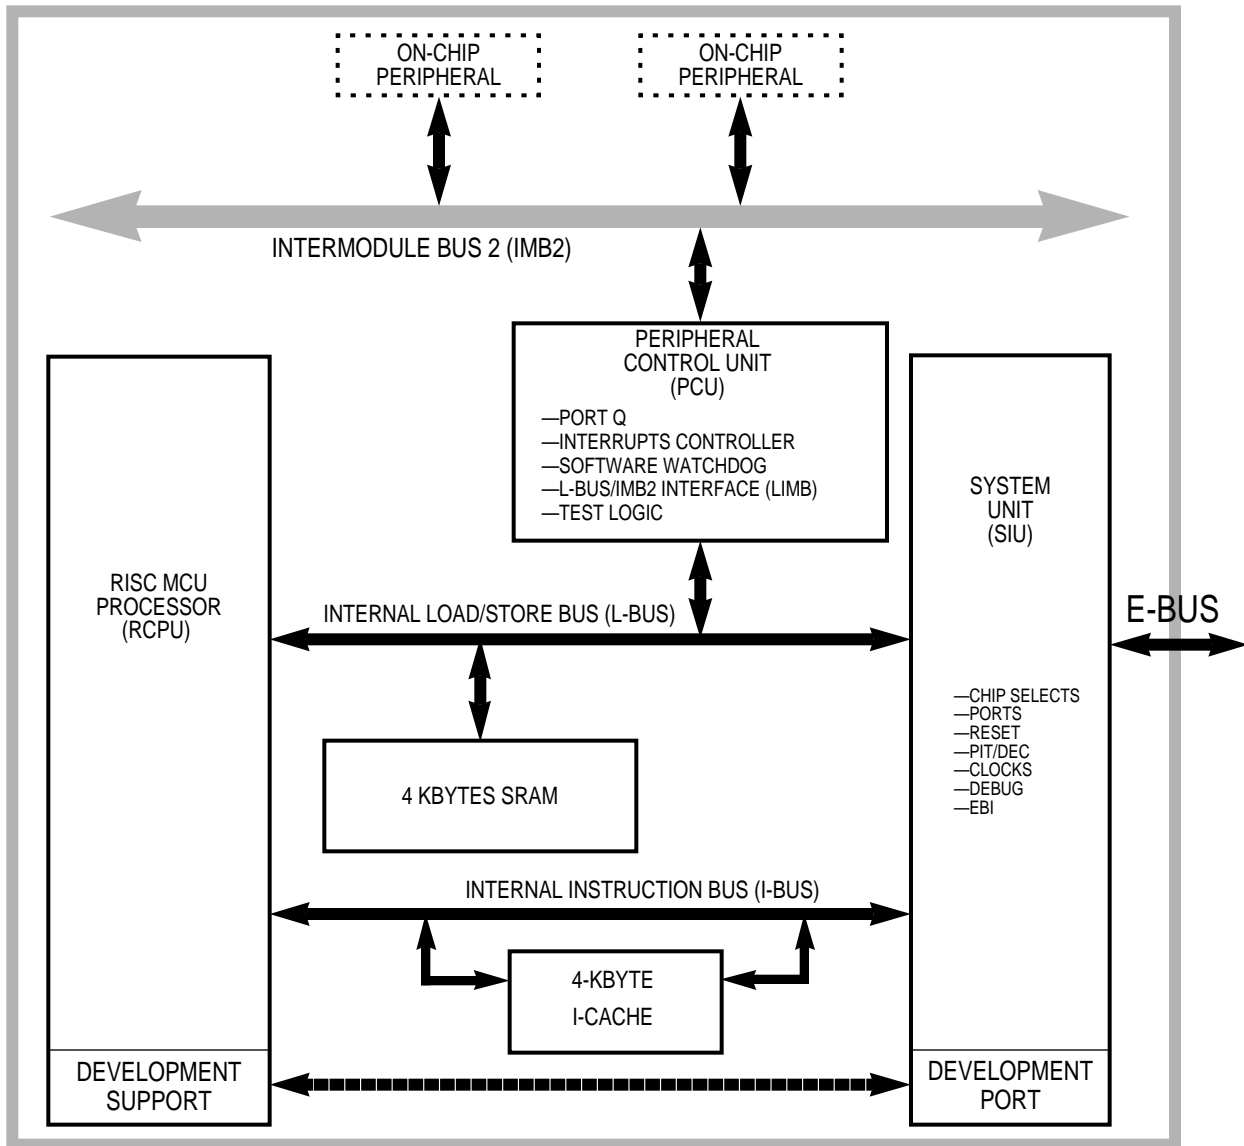 ON-CHIP
PERIPHERAL
ON-CHIP
PERIPHERAL
INTERMODULE BUS 2 (IMB2)
PERIPHERAL
CONTROL UNIT
(PCU)
—PORT Q
—INTERRUPTS CONTROLLER
—SOFTWARE WATCHDOG
—L-BUS/IMB2 INTERFACE (LIMB)
—TEST LOGIC
SYSTEM
UNIT
(SIU)
RISC MCU
PROCESSOR
(RCPU)
INTERNAL LOAD/STORE BUS (L-BUS)
E-BUS
—CHIP SELECTS
—PORTS
—RESET
—PIT/DEC
—CLOCKS
—DEBUG
—EBI
4 KBYTES SRAM
INTERNAL INSTRUCTION BUS (I-BUS)
4-KBYTE
I-CACHE
DEVELOPMENT
SUPPORT
DEVELOPMENT
PORT